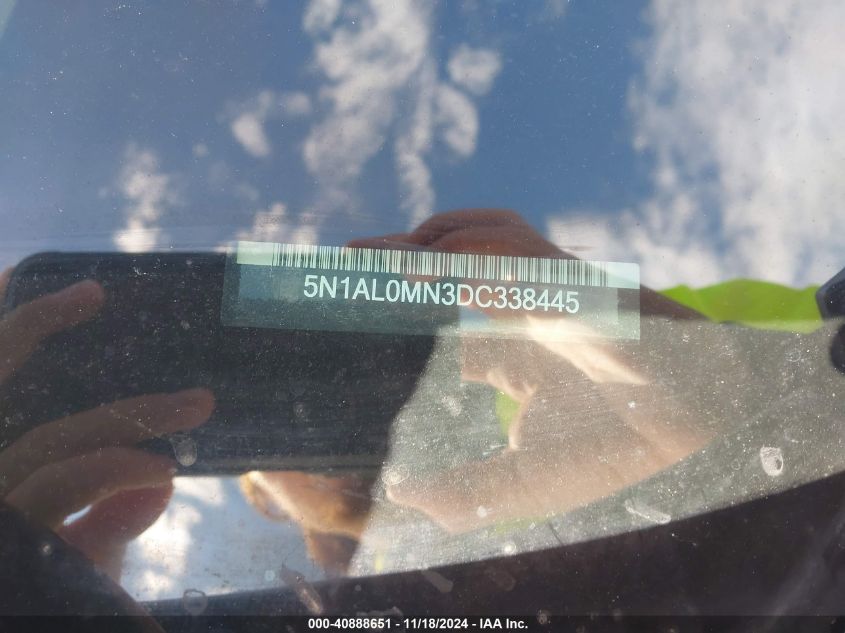 5N1AL0MN3DC338445
000-40888651 - 11/18/2024 - IAA Inc.